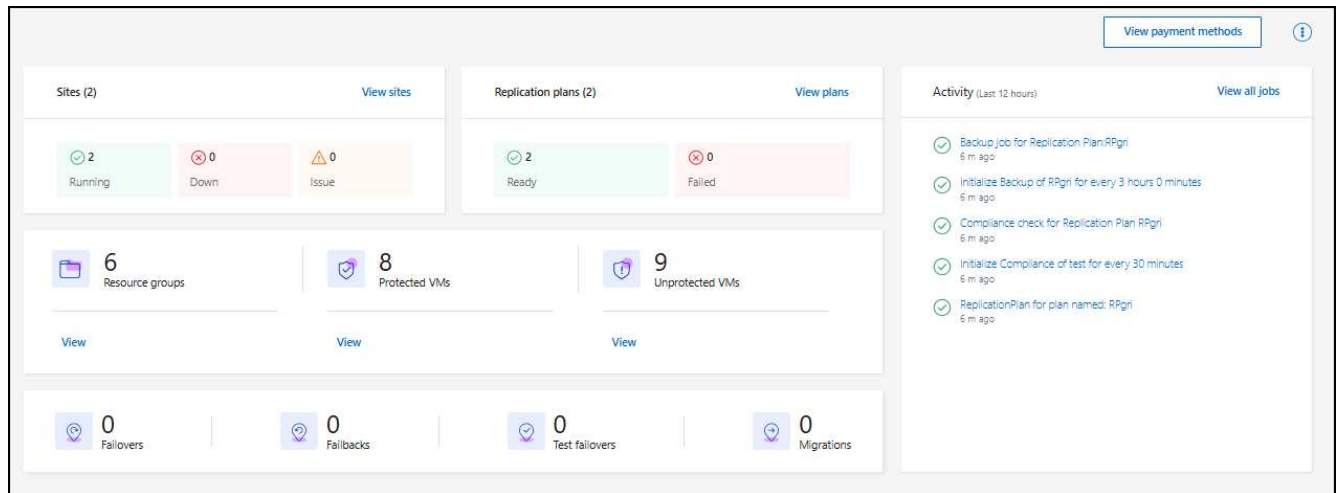 View payment methods
Sites (2)
View sites
2
Running
0
Down
0
Issue
Replication plans (2)
View plans
2
Ready
0
Failed
Activity (Last 12 hours)
View all jobs
Backup job for Replication Plan:RPgri
6 m ago
Initialize Backup of RPgri for every 3 hours 0 minutes
6 m ago
Compliance check for Replication Plan RPgri
6 m ago
Initialize Compliance of test for every 30 minutes
6 m ago
ReplicationPlan for plan named: RPgri
6 m ago
6
Resource groups
View
8
Protected VMs
View
9
Unprotected VMs
View
0
Failovers
0
Failbacks
0
Test failovers
0
Migrations